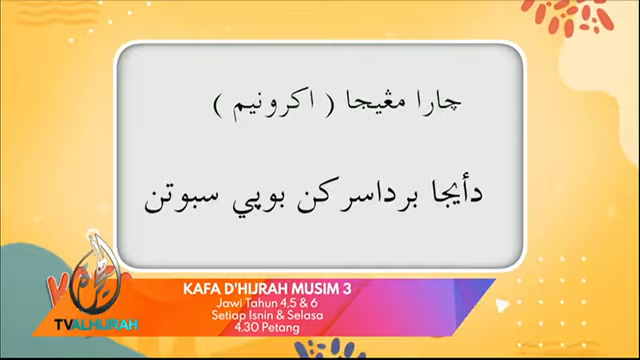 چارا مڠيجا ( اکرونيم )
دأيجا برداسرکن بوڽي سبوتن
KAFA D'HIJRAH MUSIM 3
Jawi Tahun 4,5 & 6
Setiap Isnin & Selasa
4.30 Petang
TVALHIJRAH